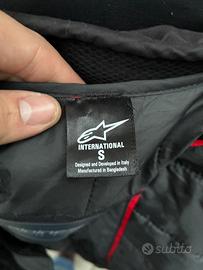 INTERNATIONAL
S
Designed and Developed in Italy
Manufactured in Bangladesh
subito